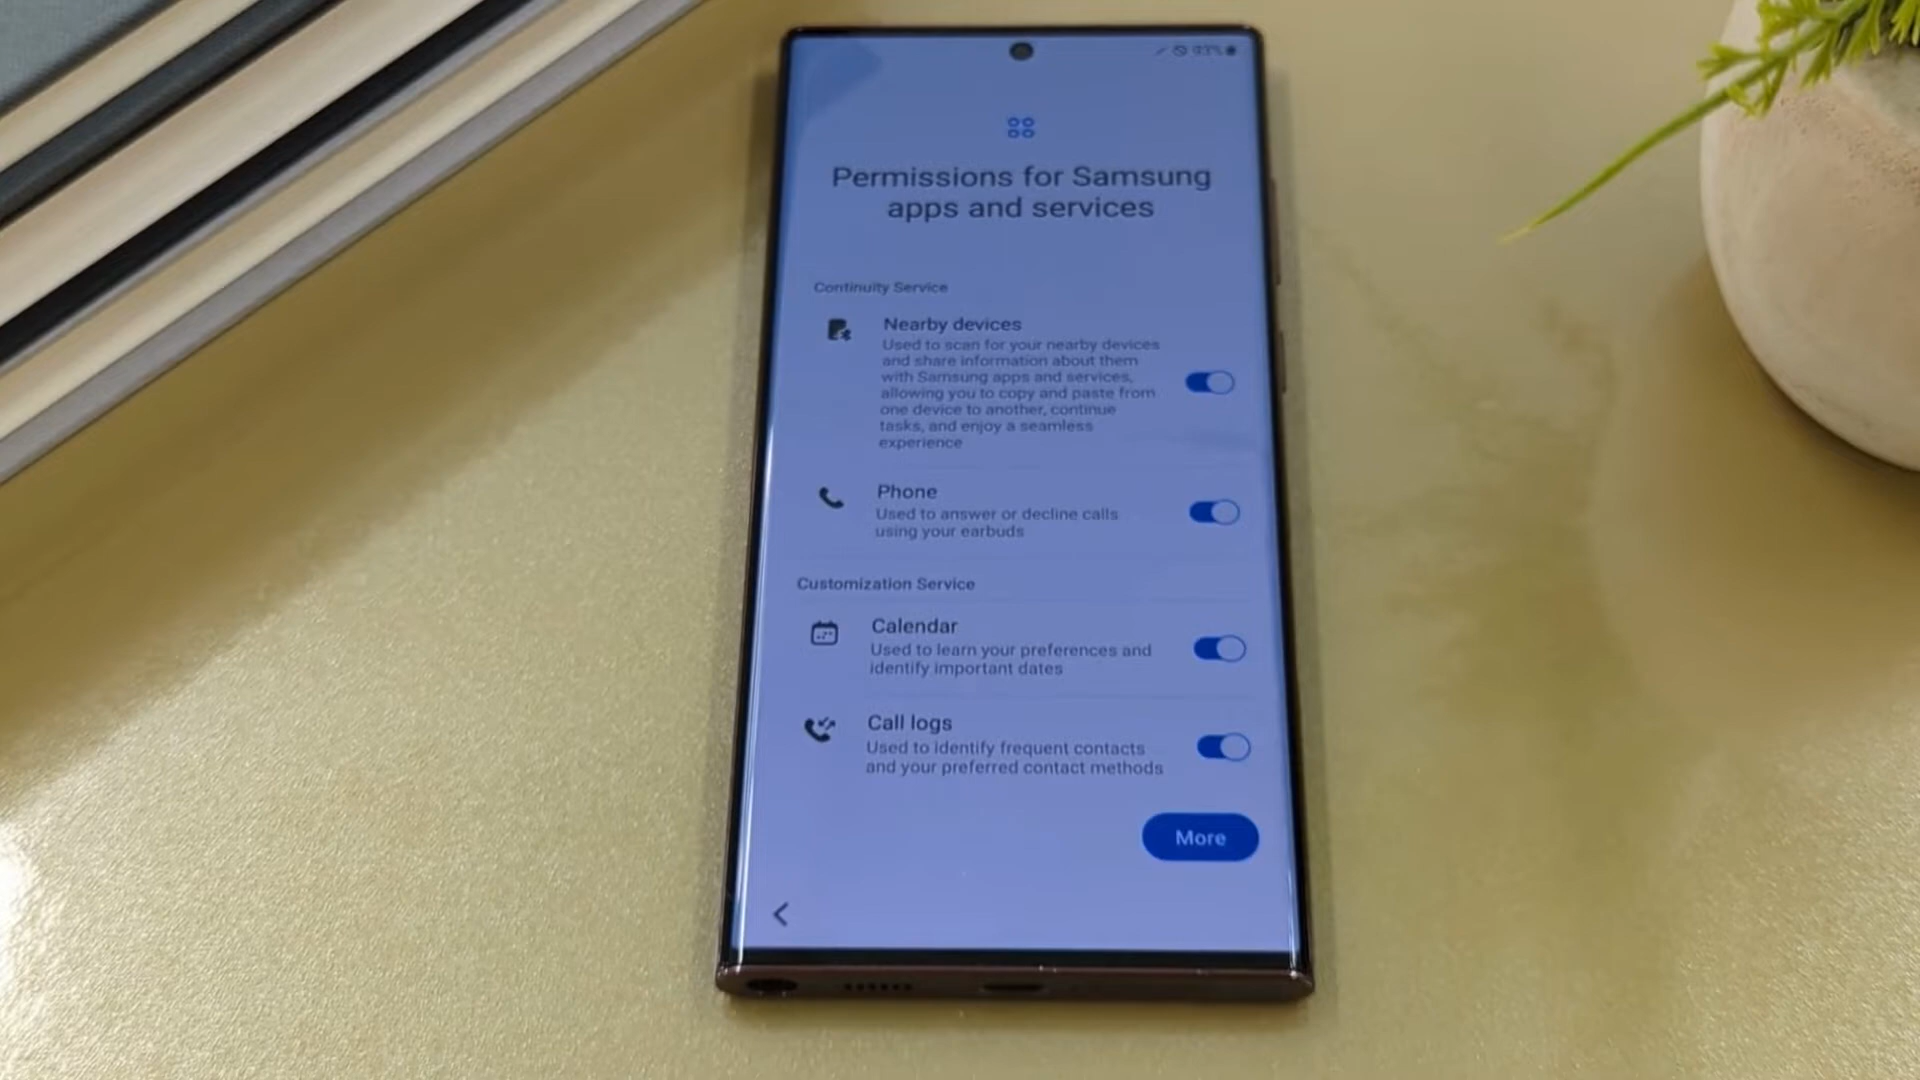 Permissions for Samsung
apps and services
Continuity Service
Nearby devices
Used to scan for your nearby devices
and share information about them
with Samsung apps and services,
allowing you to copy and paste from
one device to another, continue
tasks, and enjoy a seamless
experience
Phone
Used to answer or decline calls
using your earbuds
Customization Service
Calendar
Used to learn your preferences and
identify important dates
Call logs
Used to identify frequent contacts
and your preferred contact methods
More